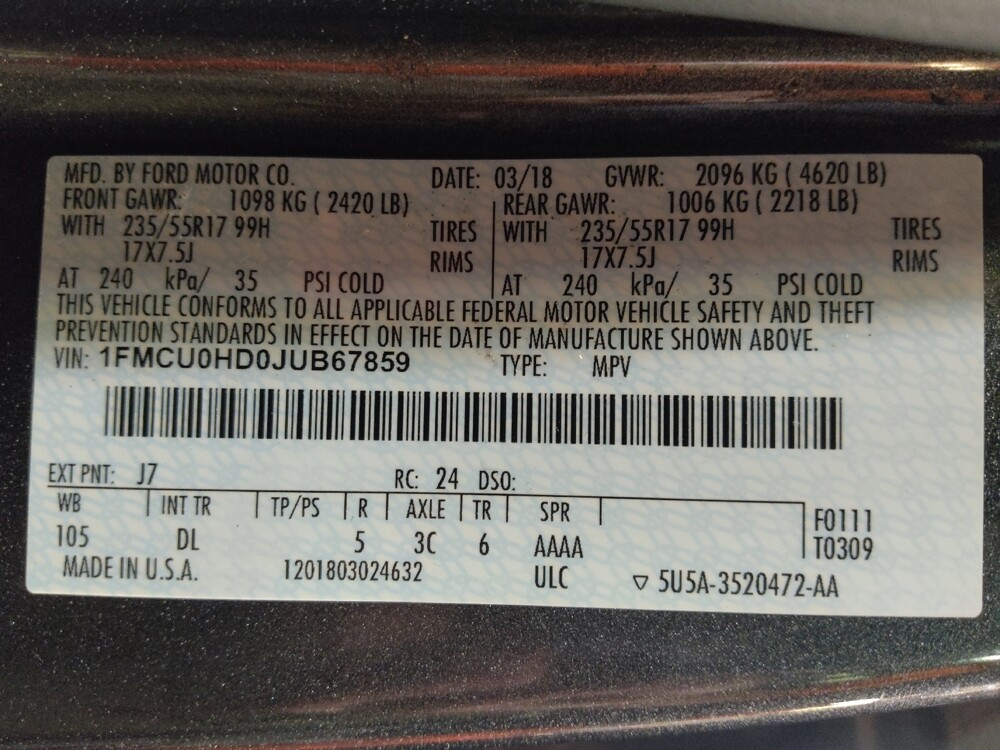 MFD. BY FORD MOTOR CO. DATE: 03/18 GVWR: 2096 KG ( 4620 LB)
FRONT GAWR: 1098 KG ( 2420 LB) REAR GAWR: 1006 KG ( 2218 LB)
WITH 235/55R17 99H TIRES WITH 235/55R17 99H TIRES
17X7.5J RIMS 17X7.5J RIMS
AT 240 kPa/ 35 PSI COLD AT 240 kPa/ 35 PSI COLD
THIS VEHICLE CONFORMS TO ALL APPLICABLE FEDERAL MOTOR VEHICLE SAFETY AND THEFT
PREVENTION STANDARDS IN EFFECT ON THE DATE OF MANUFACTURE SHOWN ABOVE.
VIN: 1FMCU0HD0JUB67859 TYPE: MPV
EXT PNT: J7 RC: 24 DSO:
WB INT TR TP/PS R AXLE TR SPR F0111
105 DL 5 3C 6 AAAA T0309
MADE IN U.S.A. 1201803024632 ULC ▽ 5U5A-3520472-AA